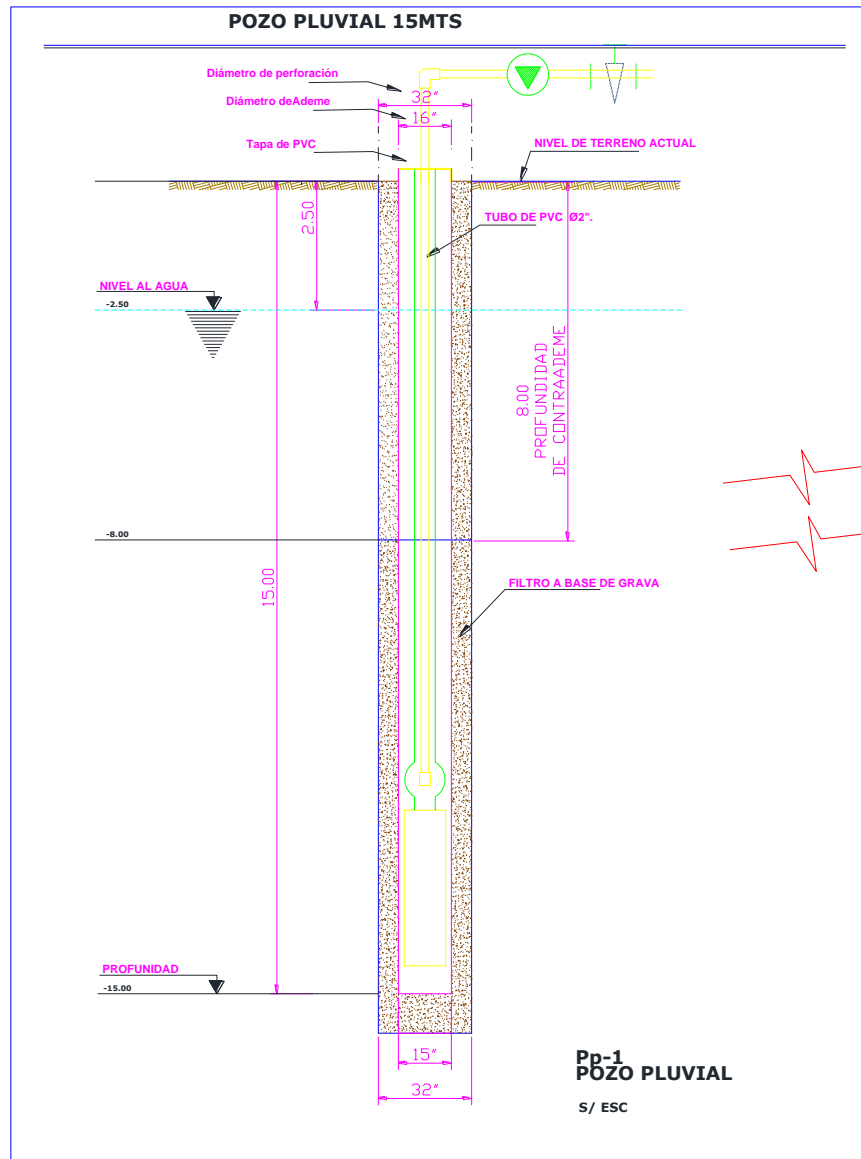 POZO PLUVIAL 15MTS
Diámetro de perforación
32"
Diámetro deAdeme
16"
Tapa de PVC
NIVEL DE TERRENO ACTUAL
2.50
TUBO DE PVC Ø2".
NIVEL AL AGUA
-2.50
8.00
PROFUNDIDAD
DE CONTRAADEME
-8.00
15.00
FILTRO A BASE DE GRAVA
PROFUNIDAD
-15.00
15"
32"
Pp-1
POZO PLUVIAL
S/ ESC